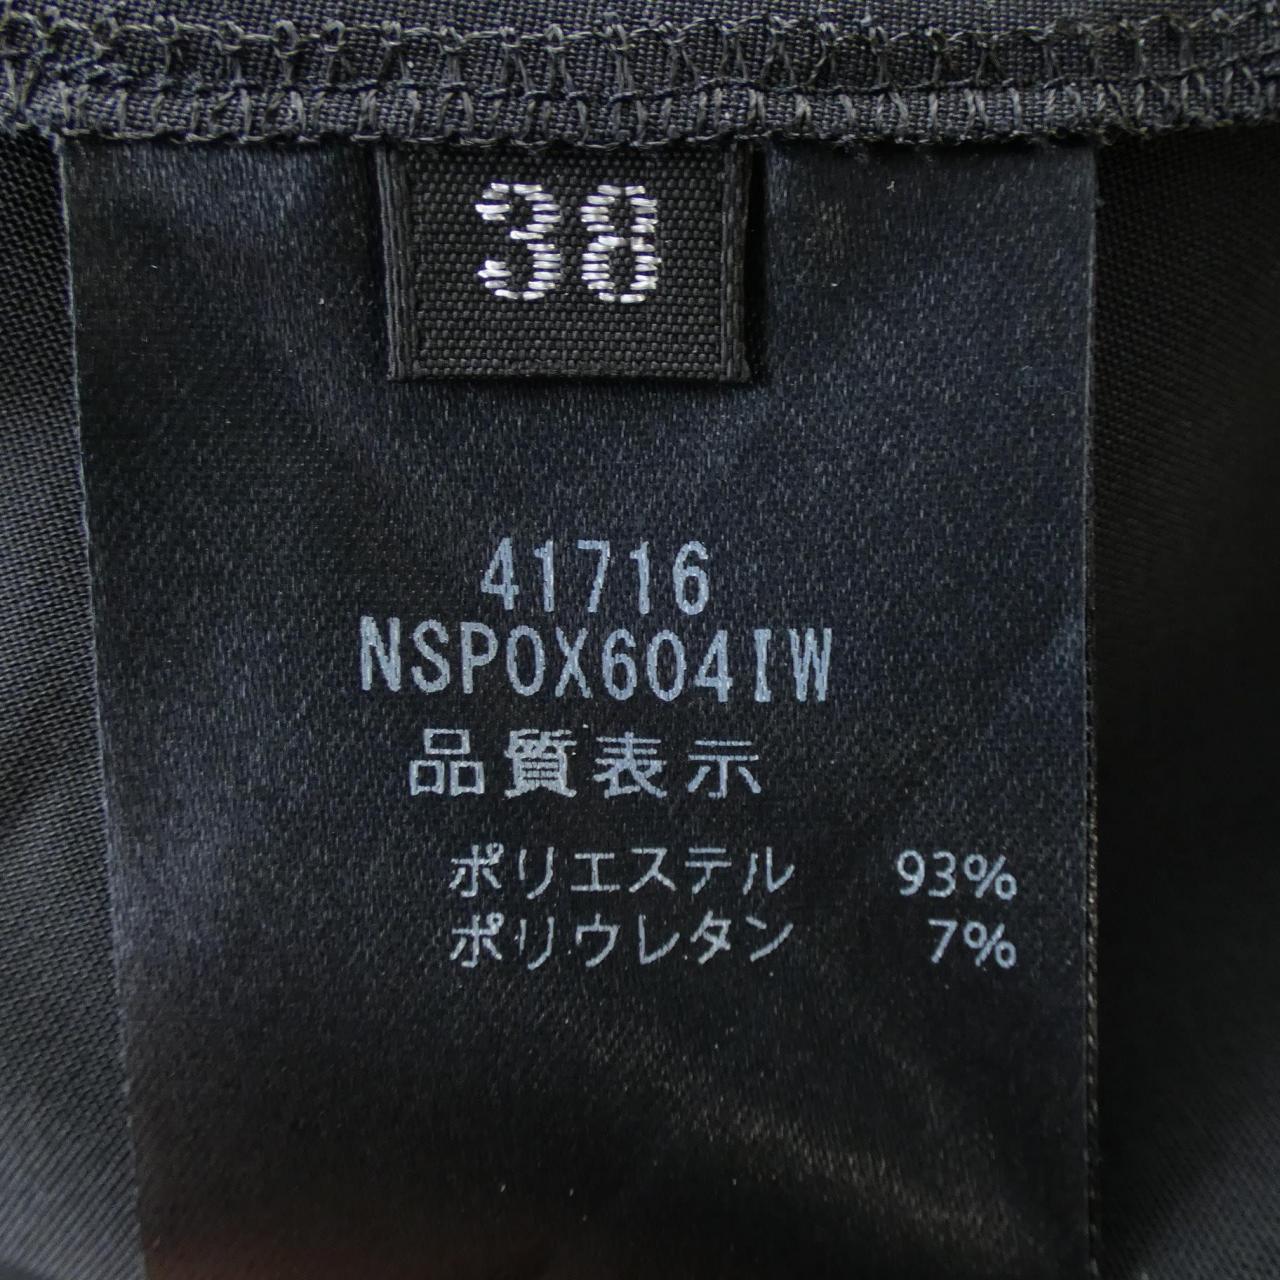 38
41716
NSPOX604IW
品質表示
ポリエステル 93%
ポリウレタン 7%